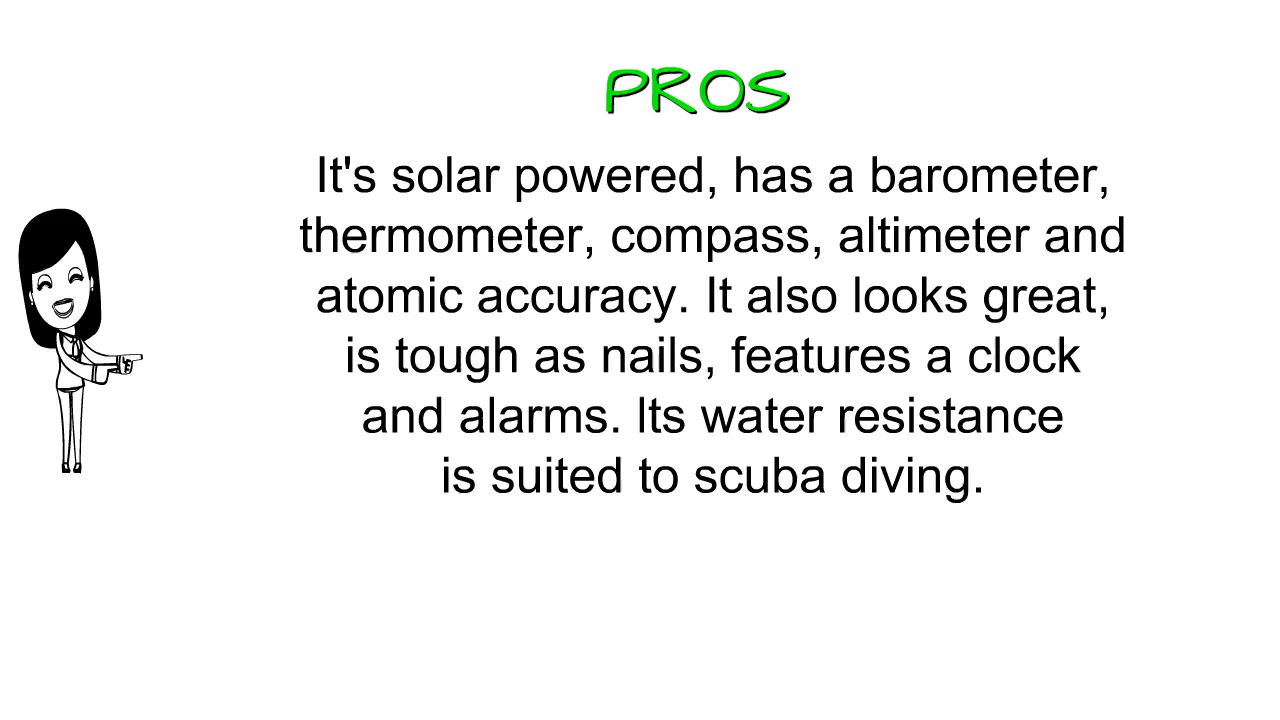 PROS
It's solar powered, has a barometer,
thermometer, compass, altimeter and
atomic accuracy. It also looks great,
is tough as nails, features a clock
and alarms. Its water resistance
is suited to scuba diving.